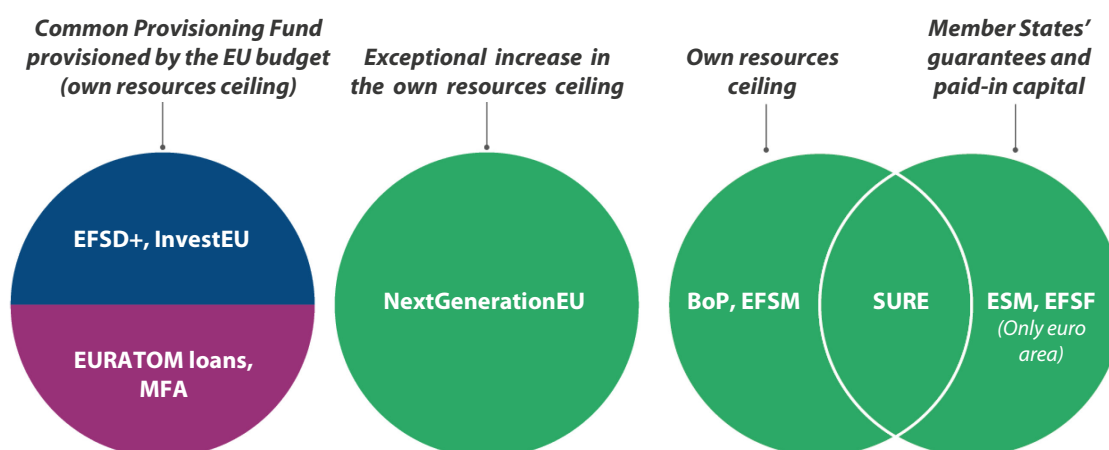 Common Provisioning Fund
provisioned by the EU budget
(own resources ceiling)
Exceptional increase in
the own resources ceiling
Own resources
ceiling
Member States’
guarantees and
paid-in capital
EFSD+, InvestEU
EURATOM loans,
MFA
NextGenerationEU
BoP, EFSM
SURE
ESM, EFSF
(Only euro
area)